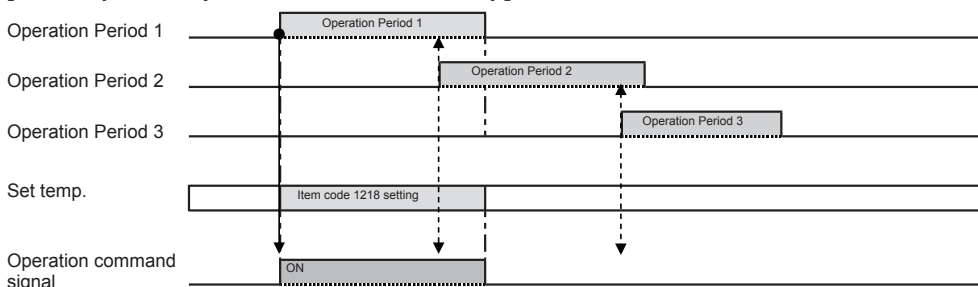 Operation Period 1
Operation Period 1
Operation Period 2
Operation Period 2
Operation Period 3
Operation Period 3
Set temp.
Item code 1218 setting
Operation command
signal
ON